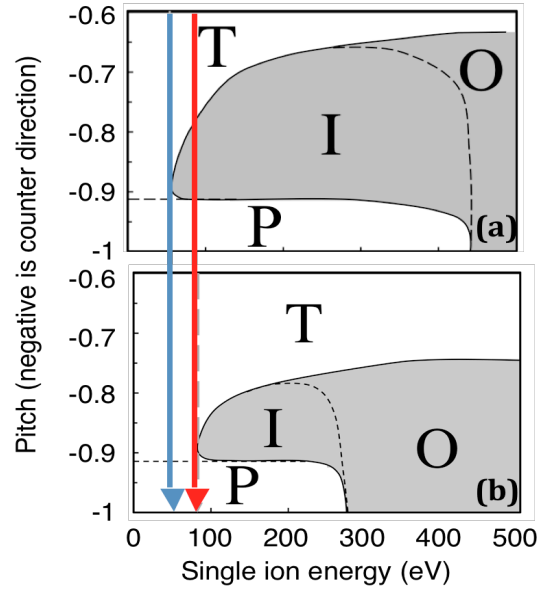 -0.6
-0.7
-0.8
-0.9
-1
T
O
I
P
(a)
-0.6
-0.7
-0.8
-0.9
-1
T
I
O
P
(b)
0 100 200 300 400 500
Single ion energy (eV)
Pitch (negative is counter direction)